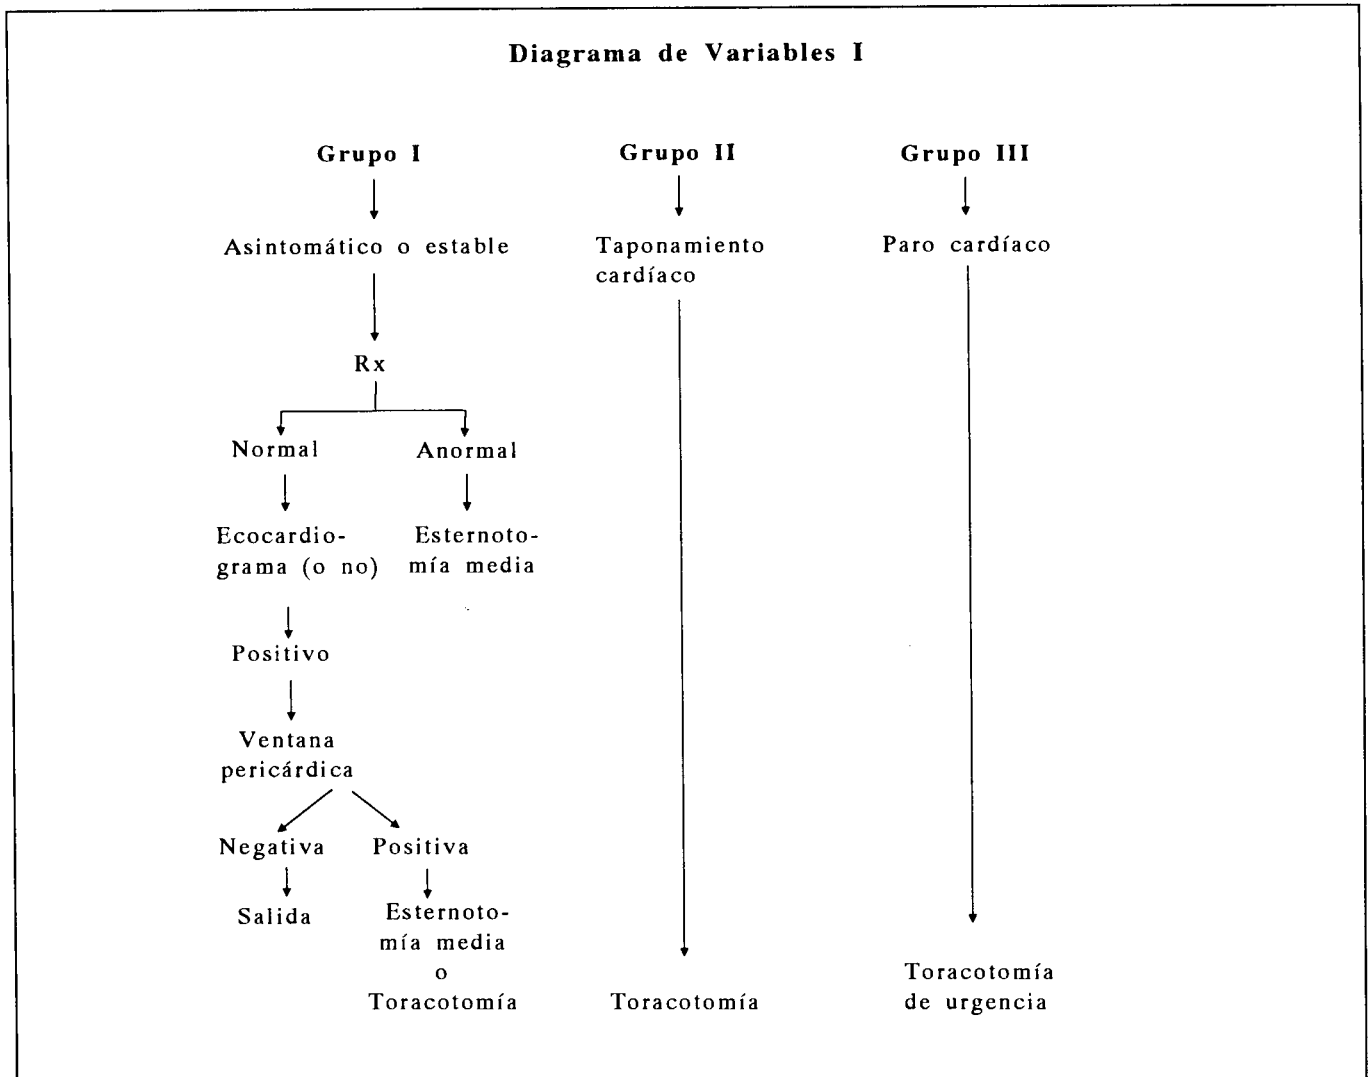 Diagrama de Variables I
Grupo I
Grupo II
Grupo III
Asintomático o estable
Taponamiento
cardíaco
Paro cardíaco
Rx
Normal
Anormal
Ecocardio-
grama (o no)
Esternoto-
mía media
Positivo
Ventana
pericárdica
Negativa
Positiva
Salida
Esternoto-
mía media
o
Toracotomía
Toracotomía
Toracotomía
de urgencia